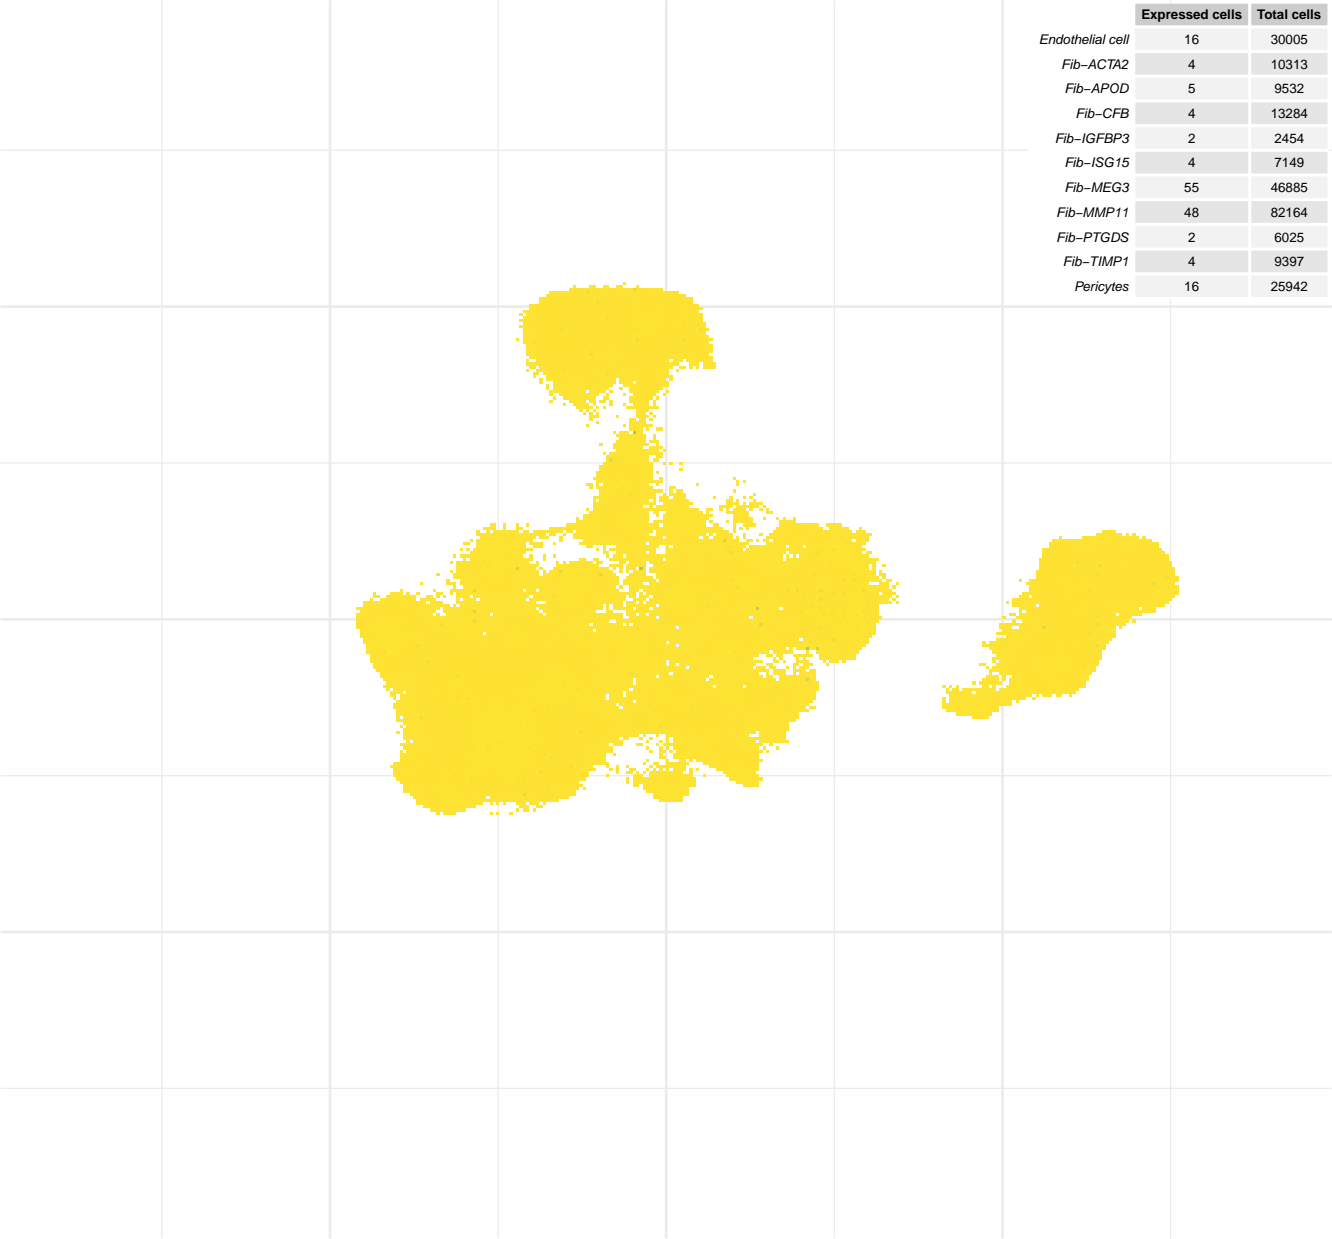 Expressed cells Total cells
Endothelial cell 16 30005
Fib−ACTA2 4 10313
Fib−APOD 5 9532
Fib−CFB 4 13284
Fib−IGFBP3 2 2454
Fib−ISG15 4 7149
Fib−MEG3 55 46885
Fib−MMP11 48 82164
Fib−PTGDS 2 6025
Fib−TIMP1 4 9397
Pericytes 16 25942